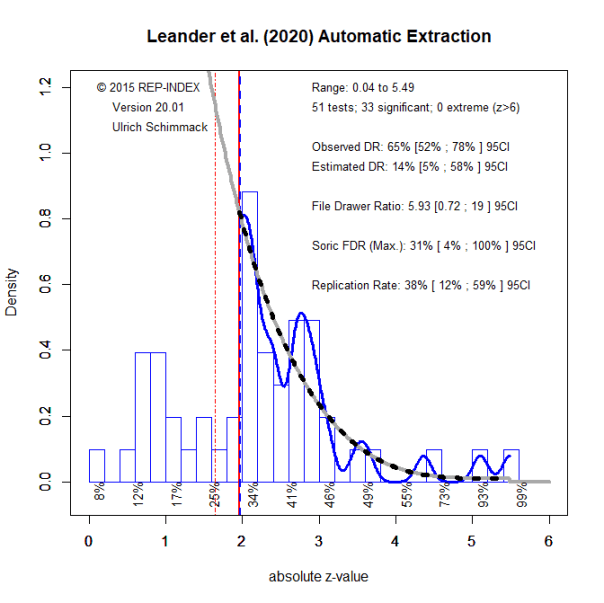 Leander et al. (2020) Automatic Extraction
© 2015 REP-INDEX
Version 20.01
Ulrich Schimmack
Range: 0.04 to 5.49
51 tests; 33 significant; 0 extreme (z>6)
Observed DR: 65% [52% ; 78% ] 95CI
Estimated DR: 14% [5% ; 58% ] 95CI
File Drawer Ratio: 5.93 [0.72 ; 19 ] 95CI
Soric FDR (Max.): 31% [ 4% ; 100% ] 95CI
Replication Rate: 38% [ 12% ; 59% ] 95CI
Density
1.2
1.0
0.8
0.6
0.4
0.2
0.0
8% 12% 17% 25% 34% 41% 46% 49% 55% 73% 93% 99%
0 1 2 3 4 5 6
absolute z-value